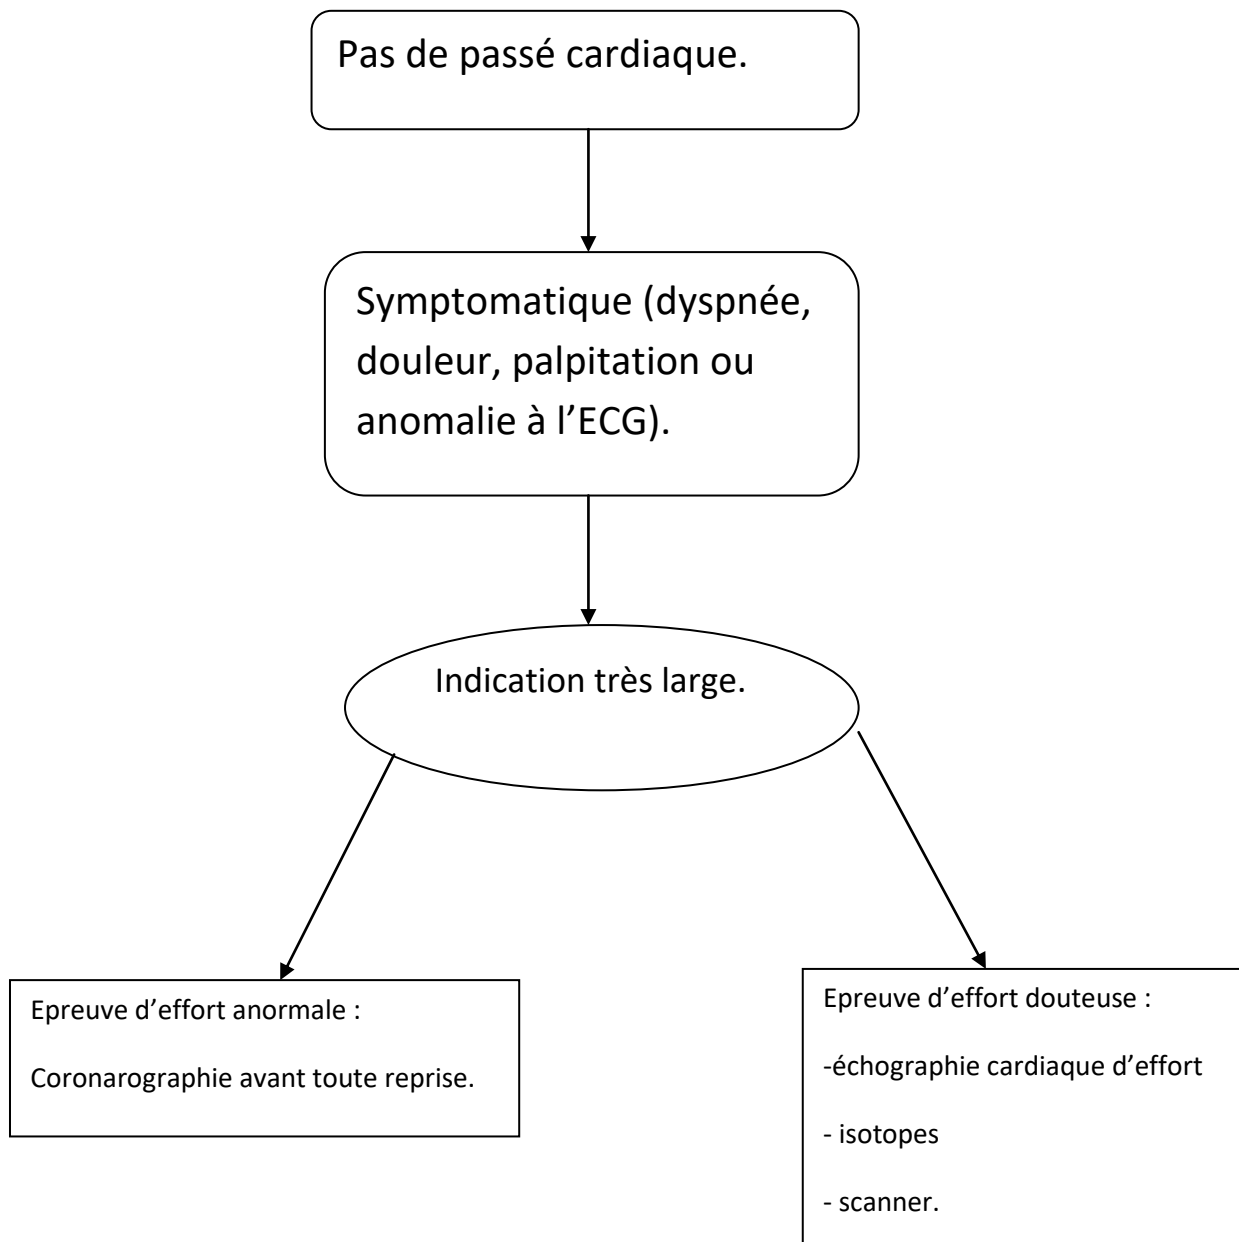 Pas de passé cardiaque.
Symptomatique (dyspnée,
douleur, palpitation ou
anomalie à l’ECG).
Indication très large.
Epreuve d’effort anormale :
Coronarographie avant toute reprise.
Epreuve d’effort douteuse :
-échographie cardiaque d’effort
- isotopes
- scanner.